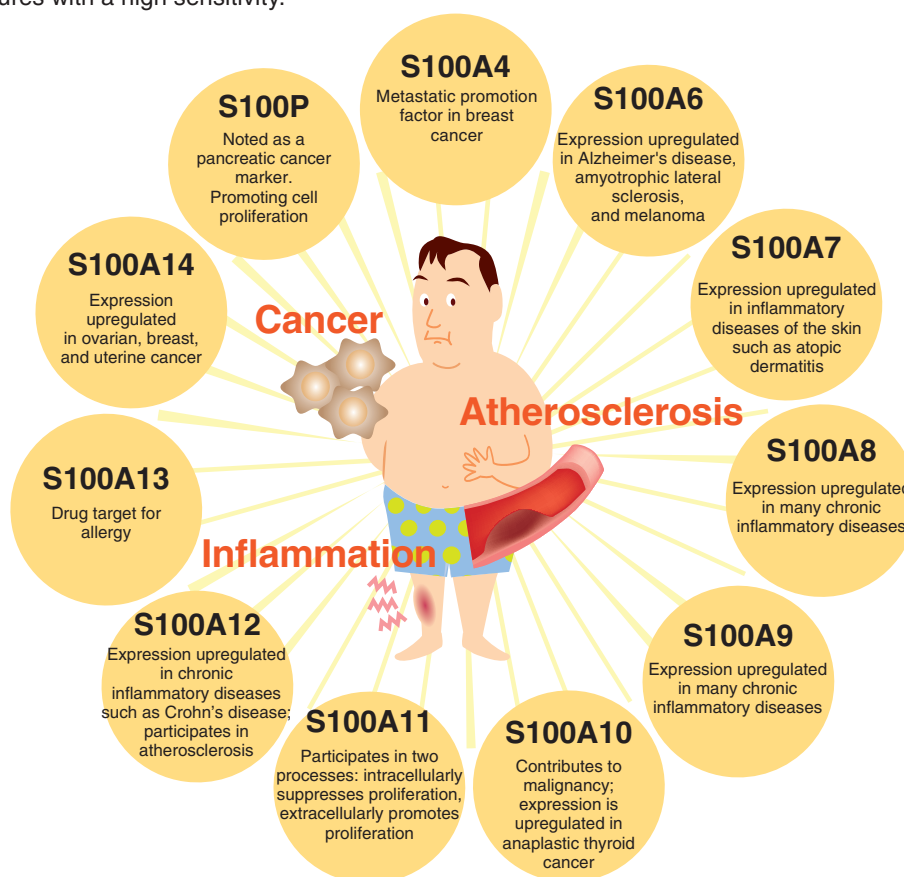 ures with a high sensitivity.
S100A4
Metastatic promotion
factor in breast
cancer
S100A6
Expression upregulated
in Alzheimer's disease,
amyotrophic lateral
sclerosis,
and melanoma
S100A7
Expression upregulated
in inflammatory
diseases of the skin
such as atopic
dermatitis
S100A8
Expression upregulated
in many chronic
inflammatory diseases
S100A9
Expression upregulated
in many chronic
inflammatory diseases
S100A10
Contributes to
malignancy;
expression is
upregulated in
anaplastic thyroid
cancer
S100A11
Participates in two
processes: intracellularly
suppresses proliferation,
extracellularly promotes
proliferation
S100A12
Expression upregulated
in chronic
inflammatory diseases
such as Crohn’s disease;
participates in
atherosclerosis
S100A13
Drug target for
allergy
S100A14
Expression
upregulated
in ovarian, breast,
and uterine cancer
S100P
Noted as a
pancreatic cancer
marker.
Promoting cell
proliferation
Cancer
Atherosclerosis
Inflammation